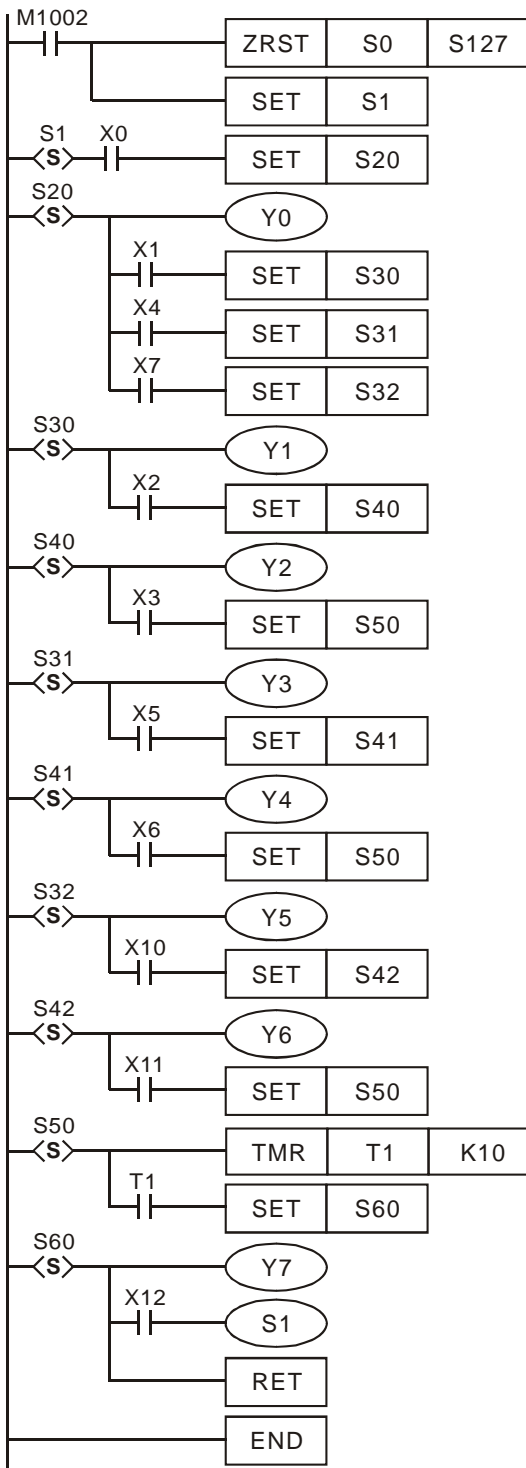 M1002
ZRST S0 S127
SET S1
S1 X0
S SET S20
S20
S Y0
X1
SET S30
X4
SET S31
X7
SET S32
S30
S Y1
X2
SET S40
S40
S Y2
X3
SET S50
S31
S Y3
X5
SET S41
S41
S Y4
X6
SET S50
S32
S Y5
X10
SET S42
S42
S Y6
X11
SET S50
S50
S TMR T1 K10
T1
SET S60
S60
S Y7
X12
S1
RET
END